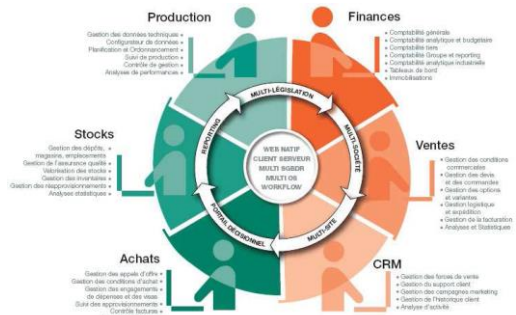 Production
Gestion des données techniques •
Configurateur de données •
Planification et Ordonnancement •
Suivi de production •
Contrôle de gestion •
Analyses de performances •
Finances
• Comptabilité générale
• Comptabilité analytique et budgétaire
• Comptabilité tiers
• Comptabilité Groupe et reporting
• Comptabilité analytique industrielle
• Tableaux de bord
• Immobilisations
Stocks
Gestion des dépôts, •
magasins, emplacements
Gestion de l'assurance qualité •
Valorisation des stocks •
Gestion des inventaires •
Gestion des réapprovisionnements •
Analyses statistiques •
MULTI-LÉGISLATION
MULTI-SOCIÉTÉ
MULTI-SITE
PORTAIL DÉCISIONNEL
REPORTING
WEB NATIF
CLIENT SERVEUR
MULTI SGBDR
MULTI OS
WORKFLOW
Ventes
• Gestion des conditions
commerciales
• Gestion des devis
et des commandes
• Gestion des options
et variantes
• Gestion logistique
et expédition
• Gestion de la facturation
• Analyses et Statistiques
Achats
Gestion des appels d'offre •
Gestion des conditions d'achat •
Gestion des engagements •
de dépenses et des visas
Suivi des approvisionnements •
Contrôle factures •
CRM
• Gestion des forces de vente
• Gestion du support client
• Gestion des campagnes marketing
• Gestion de l'historique client
• Analyse d'activité